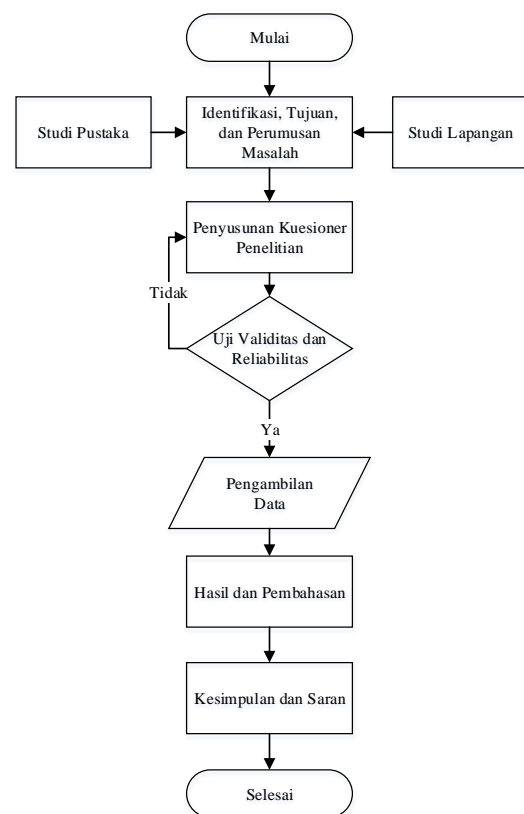 Mulai
Studi Pustaka
Identifikasi, Tujuan,
dan Perumusan
Masalah
Studi Lapangan
Penyusunan Kuesioner
Penelitian
Tidak
Uji Validitas dan
Reliabilitas
Ya
Pengambilan
Data
Hasil dan Pembahasan
Kesimpulan dan Saran
Selesai